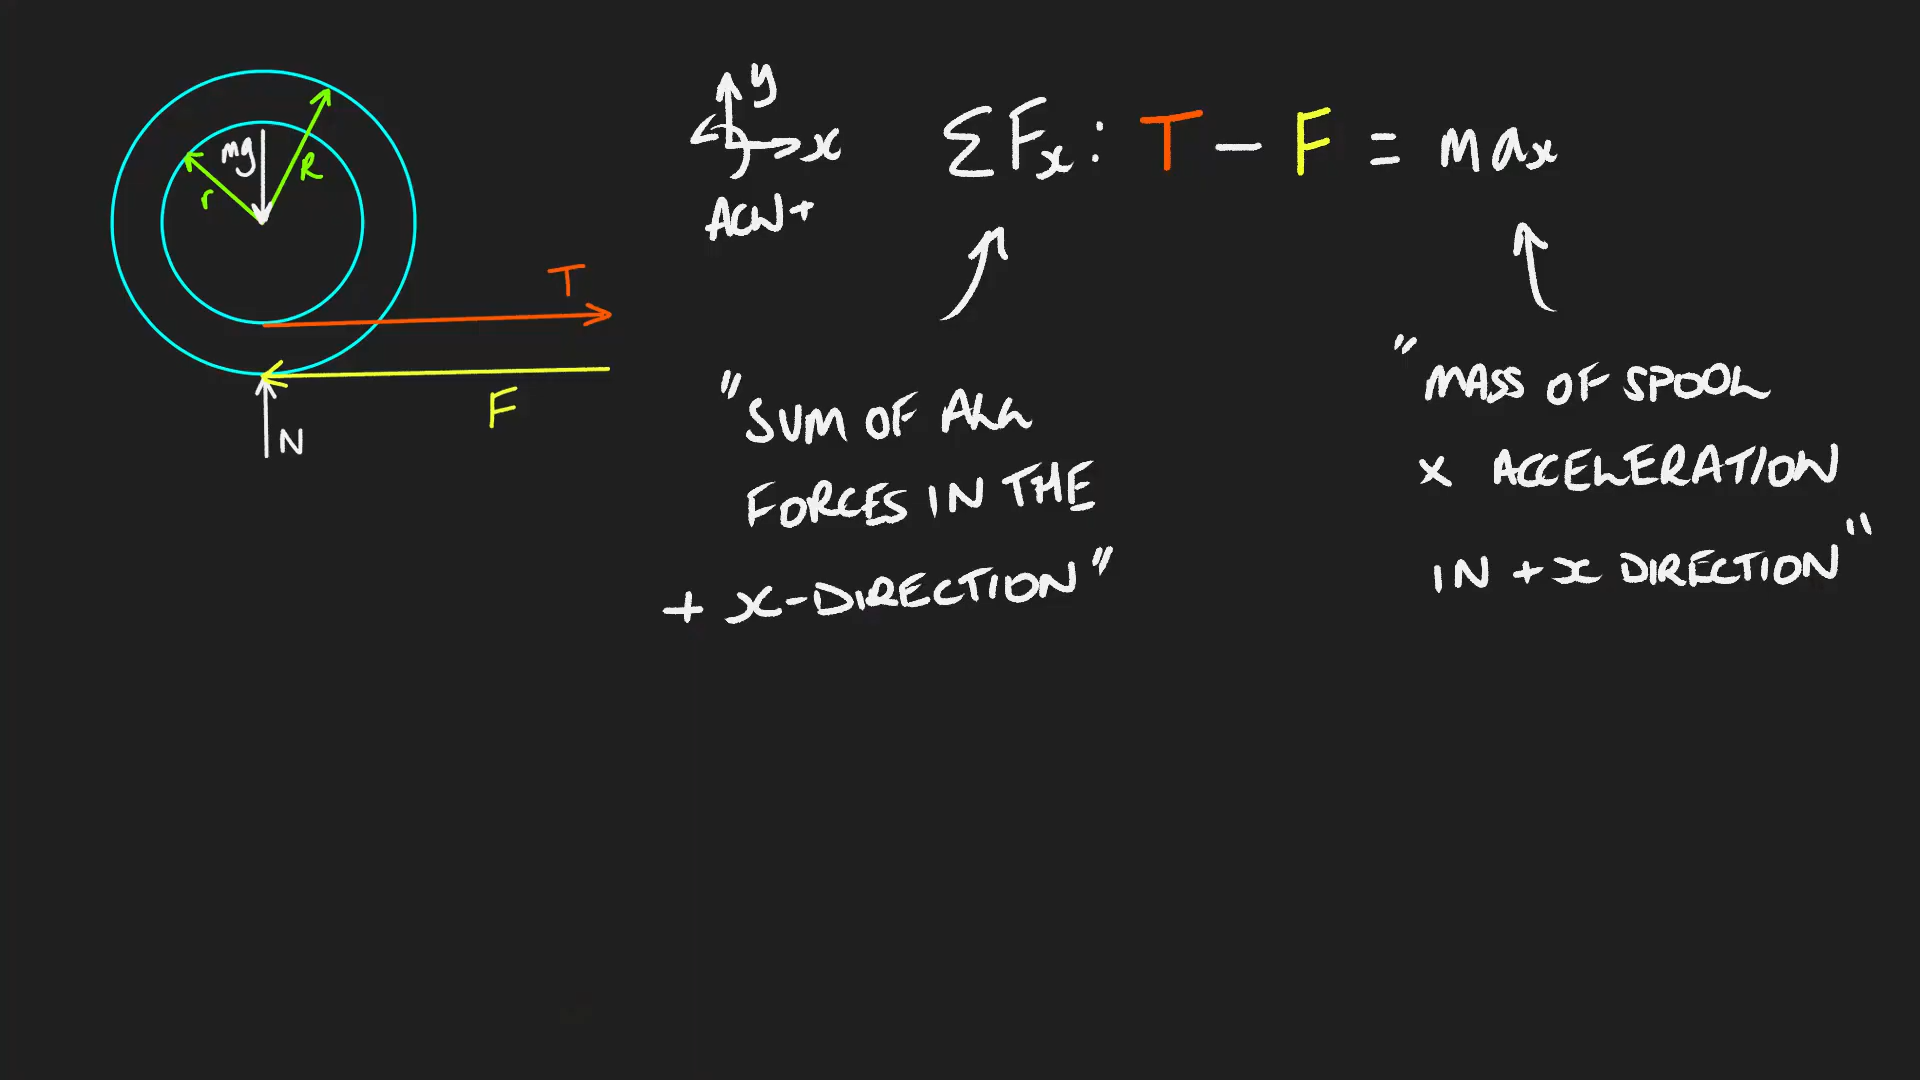 mg
r
R
T
F
N
y
x
ACW+
ΣFx: T - F = max
"SUM OF ALL
FORCES IN THE
+ x-DIRECTION"
"MASS OF SPOOL
x ACCELERATION
IN +x DIRECTION"